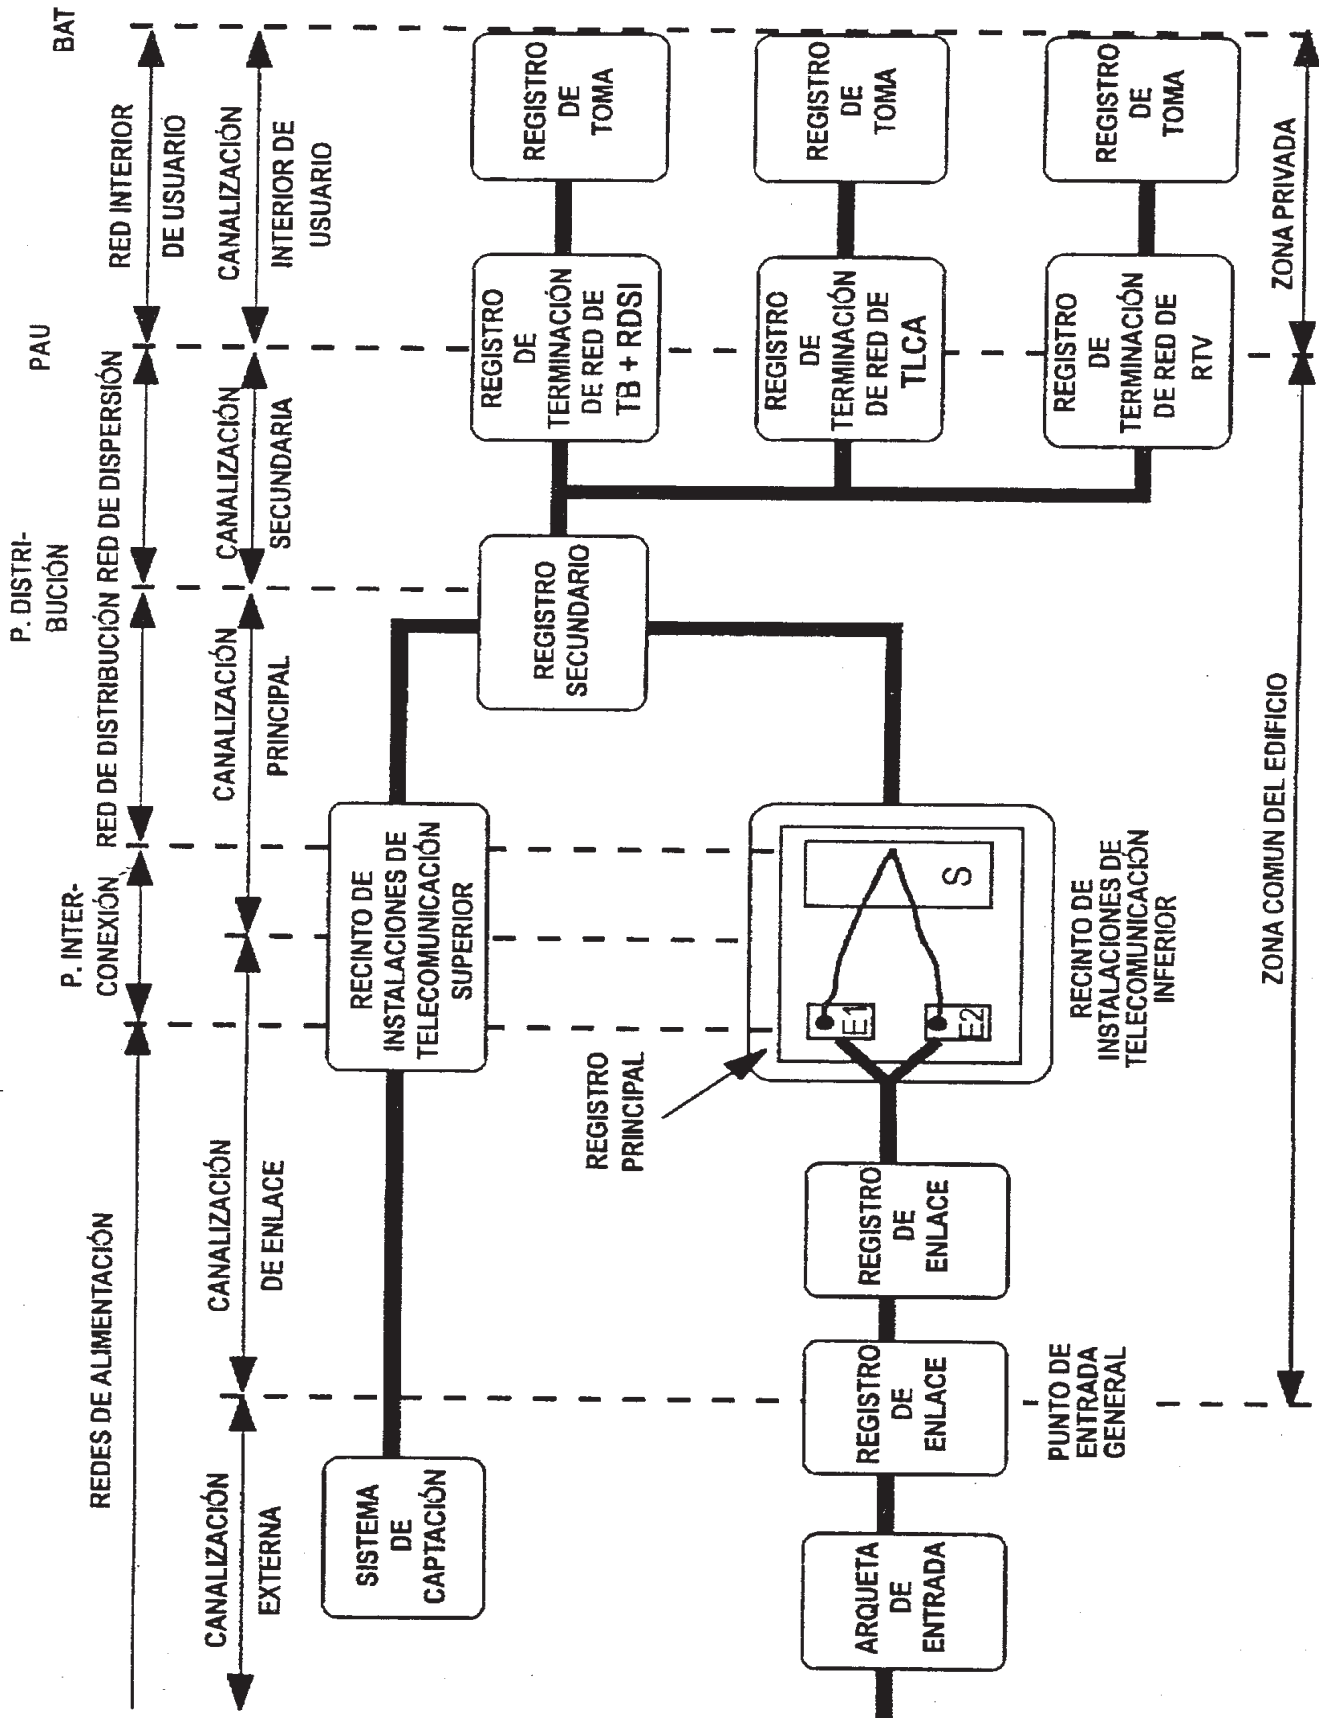 REDES DE ALIMENTACIÓN
P. INTER-
CONEXIÓN
RED DE DISTRIBUCIÓN
P. DISTRI-
BUCIÓN
RED DE DISPERSIÓN
PAU
RED INTERIOR
DE USUARIO
BAT
CANALIZACIÓN
EXTERNA
CANALIZACIÓN
DE ENLACE
CANALIZACIÓN
PRINCIPAL
CANALIZACIÓN
SECUNDARIA
CANALIZACIÓN
INTERIOR DE
USUARIO
SISTEMA
DE
CAPTACIÓN
RECINTO DE
INSTALACIONES DE
TELECOMUNICACIÓN
SUPERIOR
REGISTRO
SECUNDARIO
REGISTRO
DE
TERMINACIÓN
DE RED DE
TB + RDSI
REGISTRO
DE
TOMA
REGISTRO
DE
TERMINACIÓN
DE RED DE
TLCA
REGISTRO
DE
TOMA
REGISTRO
DE
TERMINACIÓN
DE RED DE
RTV
REGISTRO
DE
TOMA
REGISTRO
PRINCIPAL
ARQUETA
DE
ENTRADA
REGISTRO
DE
ENLACE
REGISTRO
DE
ENLACE
E1
E2
S
PUNTO DE
ENTRADA
GENERAL
RECINTO DE
INSTALACIONES DE
TELECOMUNICACIÓN
INFERIOR
ZONA COMUN DEL EDIFICIO
ZONA PRIVADA